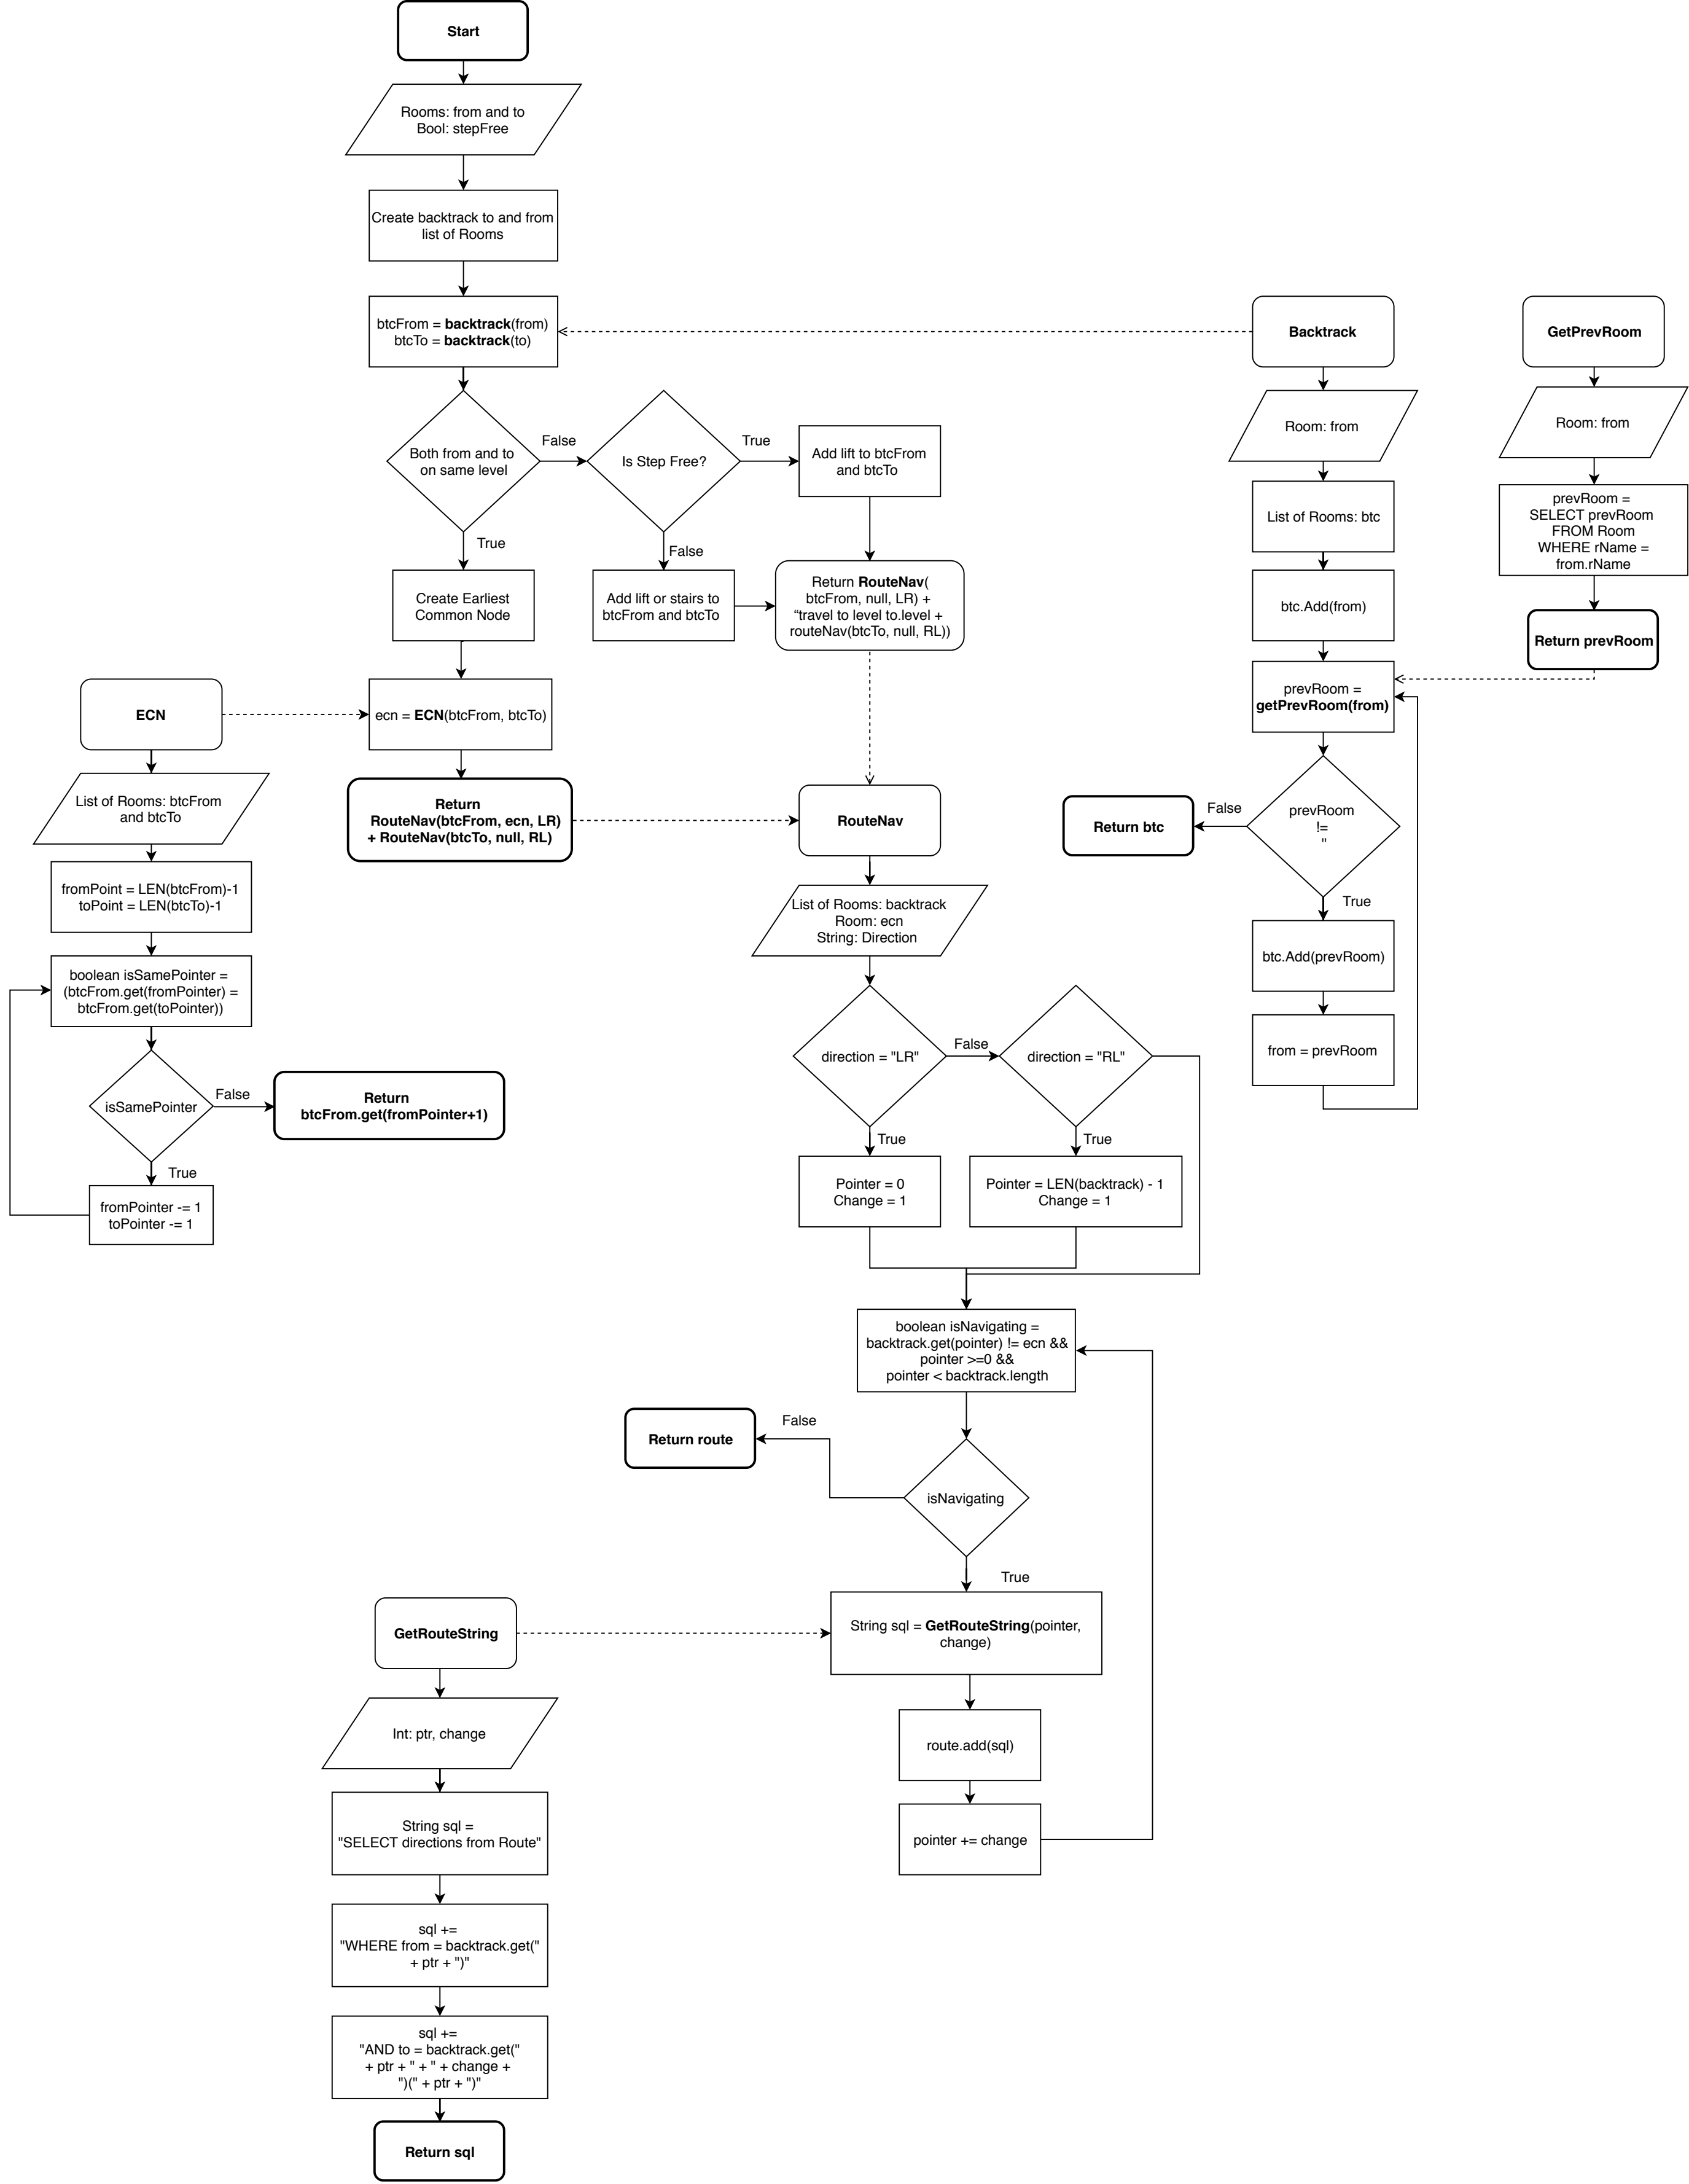 Start
Rooms: from and to
Bool: stepFree
Create backtrack to and from
list of Rooms
btcFrom = backtrack(from)
btcTo = backtrack(to)
Both from and to
on same level
False
Is Step Free?
True
Add lift to btcFrom
and btcTo
True
False
Create Earliest
Common Node
Add lift or stairs to
btcFrom and btcTo
Return RouteNav(
btcFrom, null, LR) +
“travel to level to.level +
routeNav(btcTo, null, RL))
ecn = ECN(btcFrom, btcTo)
Return
RouteNav(btcFrom, ecn, LR)
+ RouteNav(btcTo, null, RL)
Backtrack
Room: from
List of Rooms: btc
btc.Add(from)
prevRoom =
getPrevRoom(from)
prevRoom
!=
"
False
Return btc
True
btc.Add(prevRoom)
from = prevRoom
GetPrevRoom
Room: from
prevRoom =
SELECT prevRoom
FROM Room
WHERE rName =
from.rName
Return prevRoom
ECN
List of Rooms: btcFrom
and btcTo
fromPoint = LEN(btcFrom)-1
toPoint = LEN(btcTo)-1
boolean isSamePointer =
(btcFrom.get(fromPointer) =
btcFrom.get(toPointer))
isSamePointer
False
Return
btcFrom.get(fromPointer+1)
True
fromPointer -= 1
toPointer -= 1
RouteNav
List of Rooms: backtrack
Room: ecn
String: Direction
direction = "LR"
False
direction = "RL"
True
True
Pointer = 0
Change = 1
Pointer = LEN(backtrack) - 1
Change = 1
boolean isNavigating =
backtrack.get(pointer) != ecn &&
pointer >=0 &&
pointer < backtrack.length
isNavigating
False
Return route
True
String sql = GetRouteString(pointer,
change)
route.add(sql)
pointer += change
GetRouteString
Int: ptr, change
String sql =
"SELECT directions from Route"
sql +=
"WHERE from = backtrack.get("
+ ptr + ")"
sql +=
"AND to = backtrack.get("
+ ptr + " + " + change +
")(" + ptr + ")"
Return sql